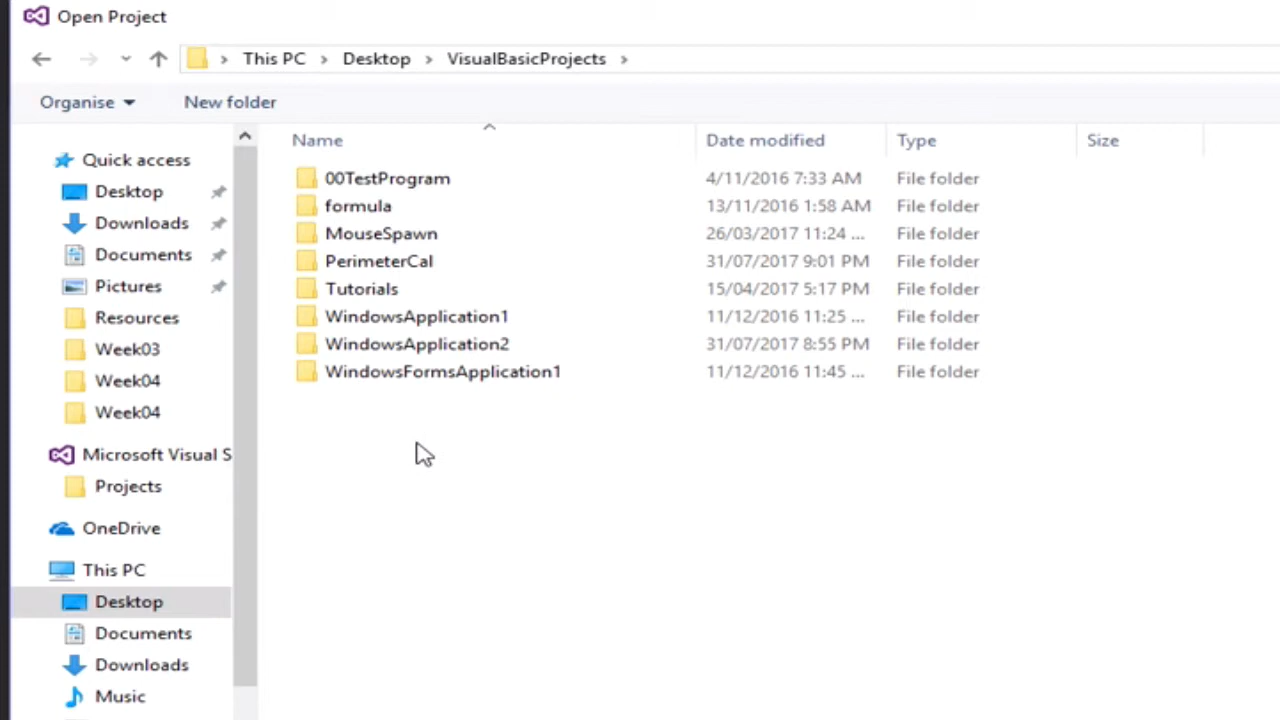 Open Project
This PC > Desktop > VisualBasicProjects >
Organise New folder
Name Date modified Type Size
Quick access
Desktop
Downloads
Documents
Pictures
Resources
Week03
Week04
Week04
Microsoft Visual S
Projects
OneDrive
This PC
Desktop
Documents
Downloads
Music
00TestProgram 4/11/2016 7:33 AM File folder
formula 13/11/2016 1:58 AM File folder
MouseSpawn 26/03/2017 11:24 ... File folder
PerimeterCal 31/07/2017 9:01 PM File folder
Tutorials 15/04/2017 5:17 PM File folder
WindowsApplication1 11/12/2016 11:25 ... File folder
WindowsApplication2 31/07/2017 8:55 PM File folder
WindowsFormsApplication1 11/12/2016 11:45 ... File folder